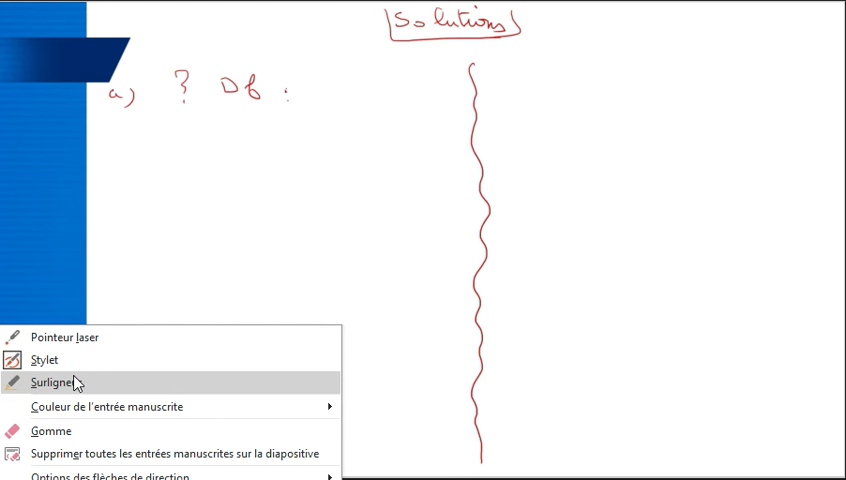 Solutions
a) ? Df :
Pointeur laser
Stylet
Surligne
Couleur de l'entrée manuscrite
Gomme
Supprimer toutes les entrées manuscrites sur la diapositive
Options des flèches de direction